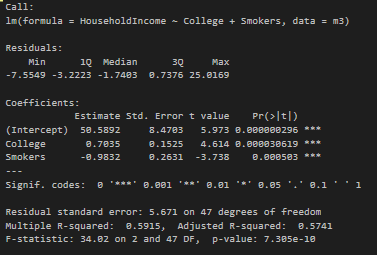 Call:
lm(formula = HouseholdIncome ~ College + Smokers, data = m3)
Residuals:
Min 1Q Median 3Q Max
-7.5549 -3.2223 -1.7403 0.7376 25.0169
Coefficients:
Estimate Std. Error t value Pr(>|t|)
(Intercept) 50.5892 8.4703 5.973 0.000000296 ***
College 0.7035 0.1525 4.614 0.000030619 ***
Smokers -0.9832 0.2631 -3.738 0.000503 ***
---
Signif. codes: 0 '***' 0.001 '**' 0.01 '*' 0.05 '.' 0.1 ' ' 1
Residual standard error: 5.671 on 47 degrees of freedom
Multiple R-squared: 0.5915, Adjusted R-squared: 0.5741
F-statistic: 34.02 on 2 and 47 DF, p-value: 7.305e-10